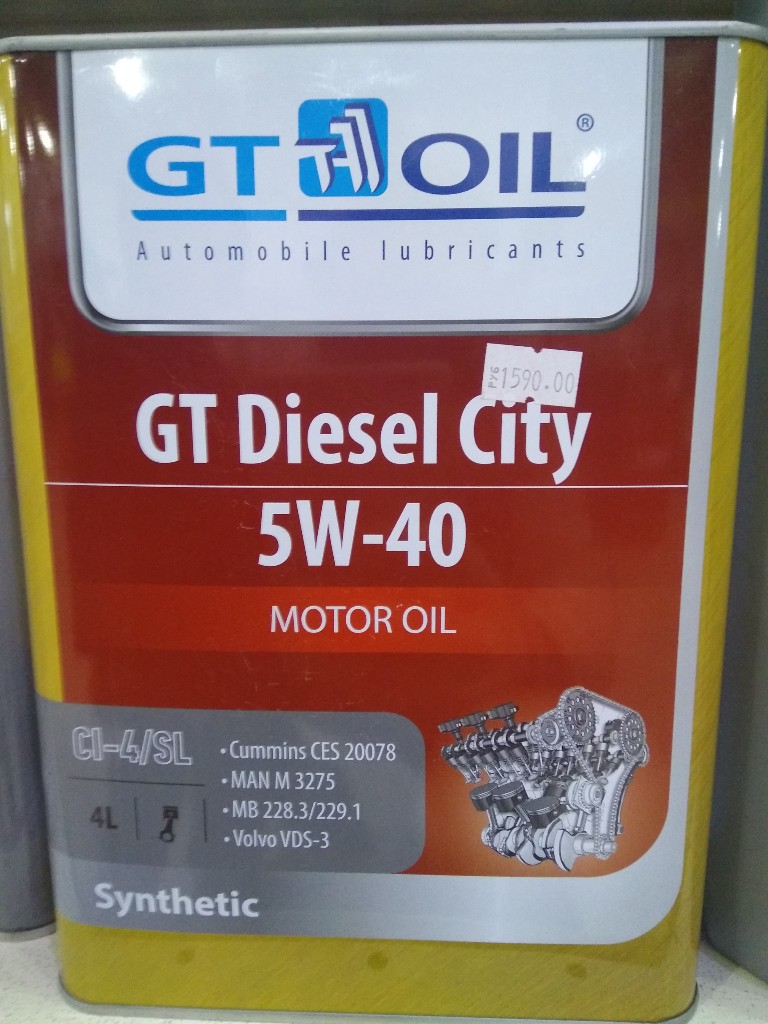 GT OIL®
Automobile lubricants
РУБ 1590.00
GT Diesel City
5W-40
MOTOR OIL
CI-4/SL
4L
• Cummins CES 20078
• MAN M 3275
• MB 228.3/229.1
• Volvo VDS-3
Synthetic